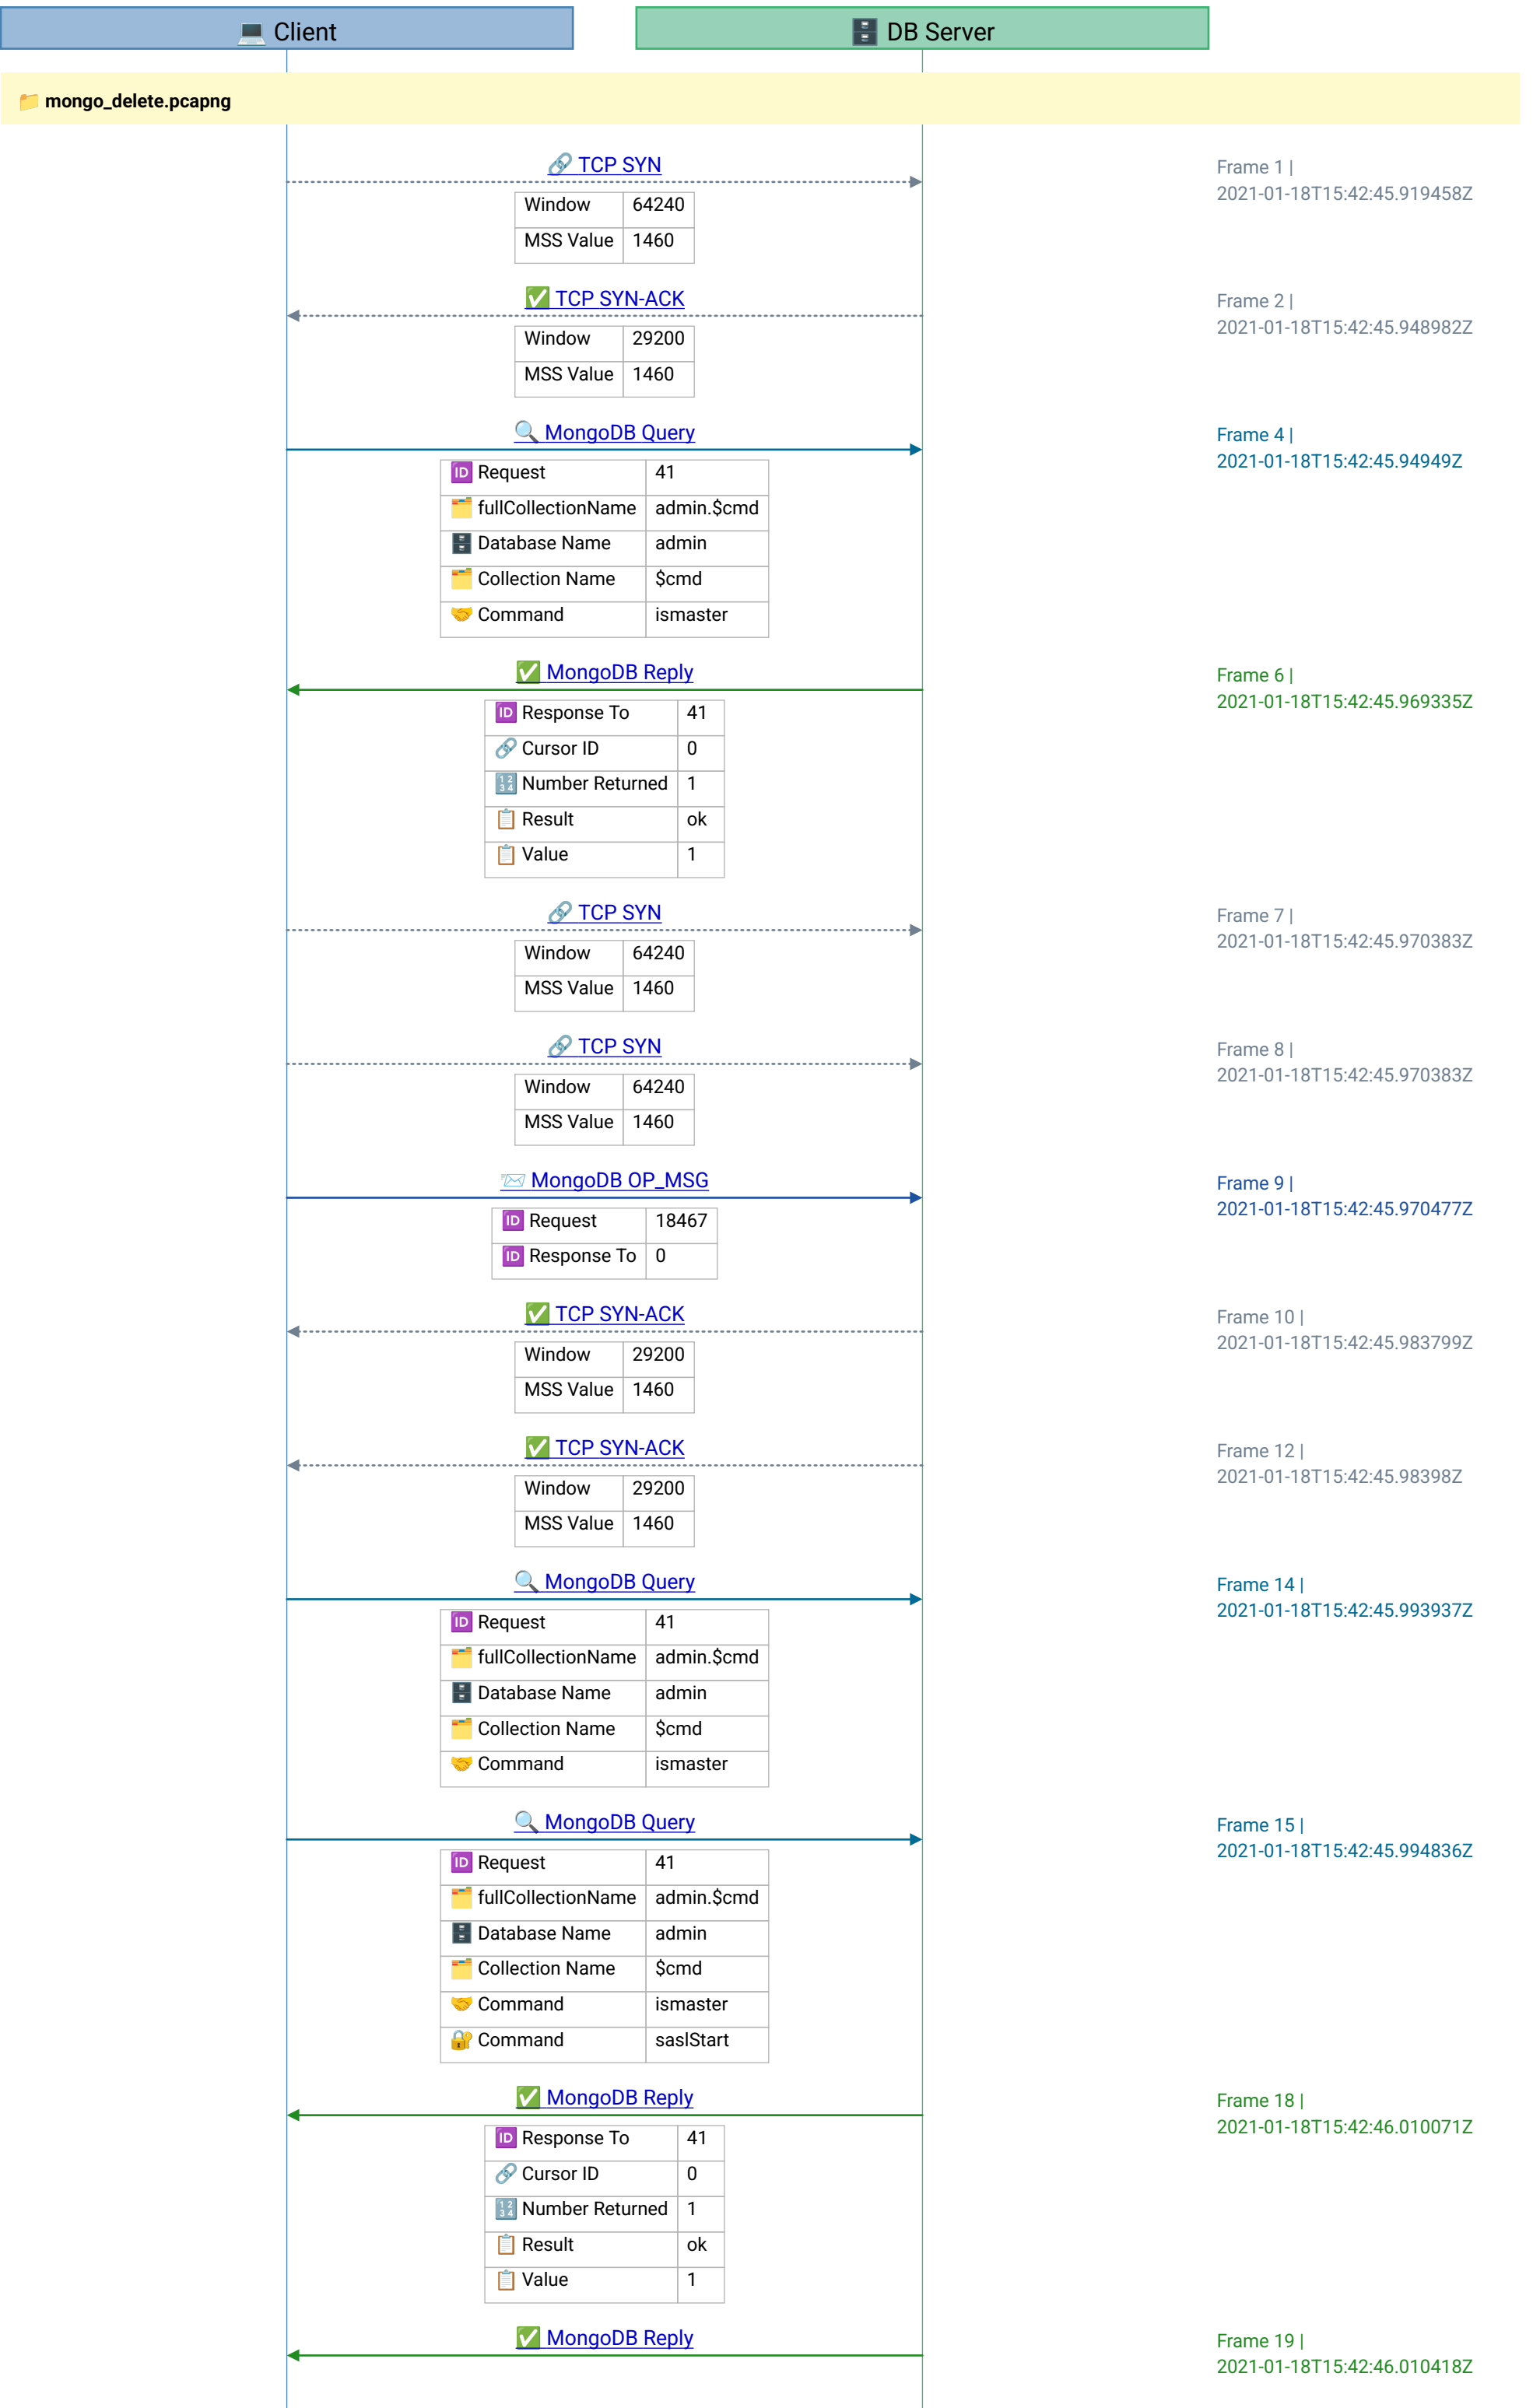 💻 Client
🗄️ DB Server
📁 mongo_delete.pcapng
🔗 TCP SYN
Frame 1 |
2021-01-18T15:42:45.919458Z
Window 64240
MSS Value 1460
✅ TCP SYN-ACK
Frame 2 |
2021-01-18T15:42:45.948982Z
Window 29200
MSS Value 1460
🔍 MongoDB Query
Frame 4 |
2021-01-18T15:42:45.94949Z
🆔 Request 41
🗂️ fullCollectionName admin.$cmd
🗄️ Database Name admin
🗂️ Collection Name $cmd
🤝 Command ismaster
✅ MongoDB Reply
Frame 6 |
2021-01-18T15:42:45.969335Z
🆔 Response To 41
🔗 Cursor ID 0
🔢 Number Returned 1
📋 Result ok
📋 Value 1
🔗 TCP SYN
Frame 7 |
2021-01-18T15:42:45.970383Z
Window 64240
MSS Value 1460
🔗 TCP SYN
Frame 8 |
2021-01-18T15:42:45.970383Z
Window 64240
MSS Value 1460
📨 MongoDB OP_MSG
Frame 9 |
2021-01-18T15:42:45.970477Z
🆔 Request 18467
🆔 Response To 0
✅ TCP SYN-ACK
Frame 10 |
2021-01-18T15:42:45.983799Z
Window 29200
MSS Value 1460
✅ TCP SYN-ACK
Frame 12 |
2021-01-18T15:42:45.98398Z
Window 29200
MSS Value 1460
🔍 MongoDB Query
Frame 14 |
2021-01-18T15:42:45.993937Z
🆔 Request 41
🗂️ fullCollectionName admin.$cmd
🗄️ Database Name admin
🗂️ Collection Name $cmd
🤝 Command ismaster
🔍 MongoDB Query
Frame 15 |
2021-01-18T15:42:45.994836Z
🆔 Request 41
🗂️ fullCollectionName admin.$cmd
🗄️ Database Name admin
🗂️ Collection Name $cmd
🤝 Command ismaster
🔐 Command saslStart
✅ MongoDB Reply
Frame 18 |
2021-01-18T15:42:46.010071Z
🆔 Response To 41
🔗 Cursor ID 0
🔢 Number Returned 1
📋 Result ok
📋 Value 1
✅ MongoDB Reply
Frame 19 |
2021-01-18T15:42:46.010418Z